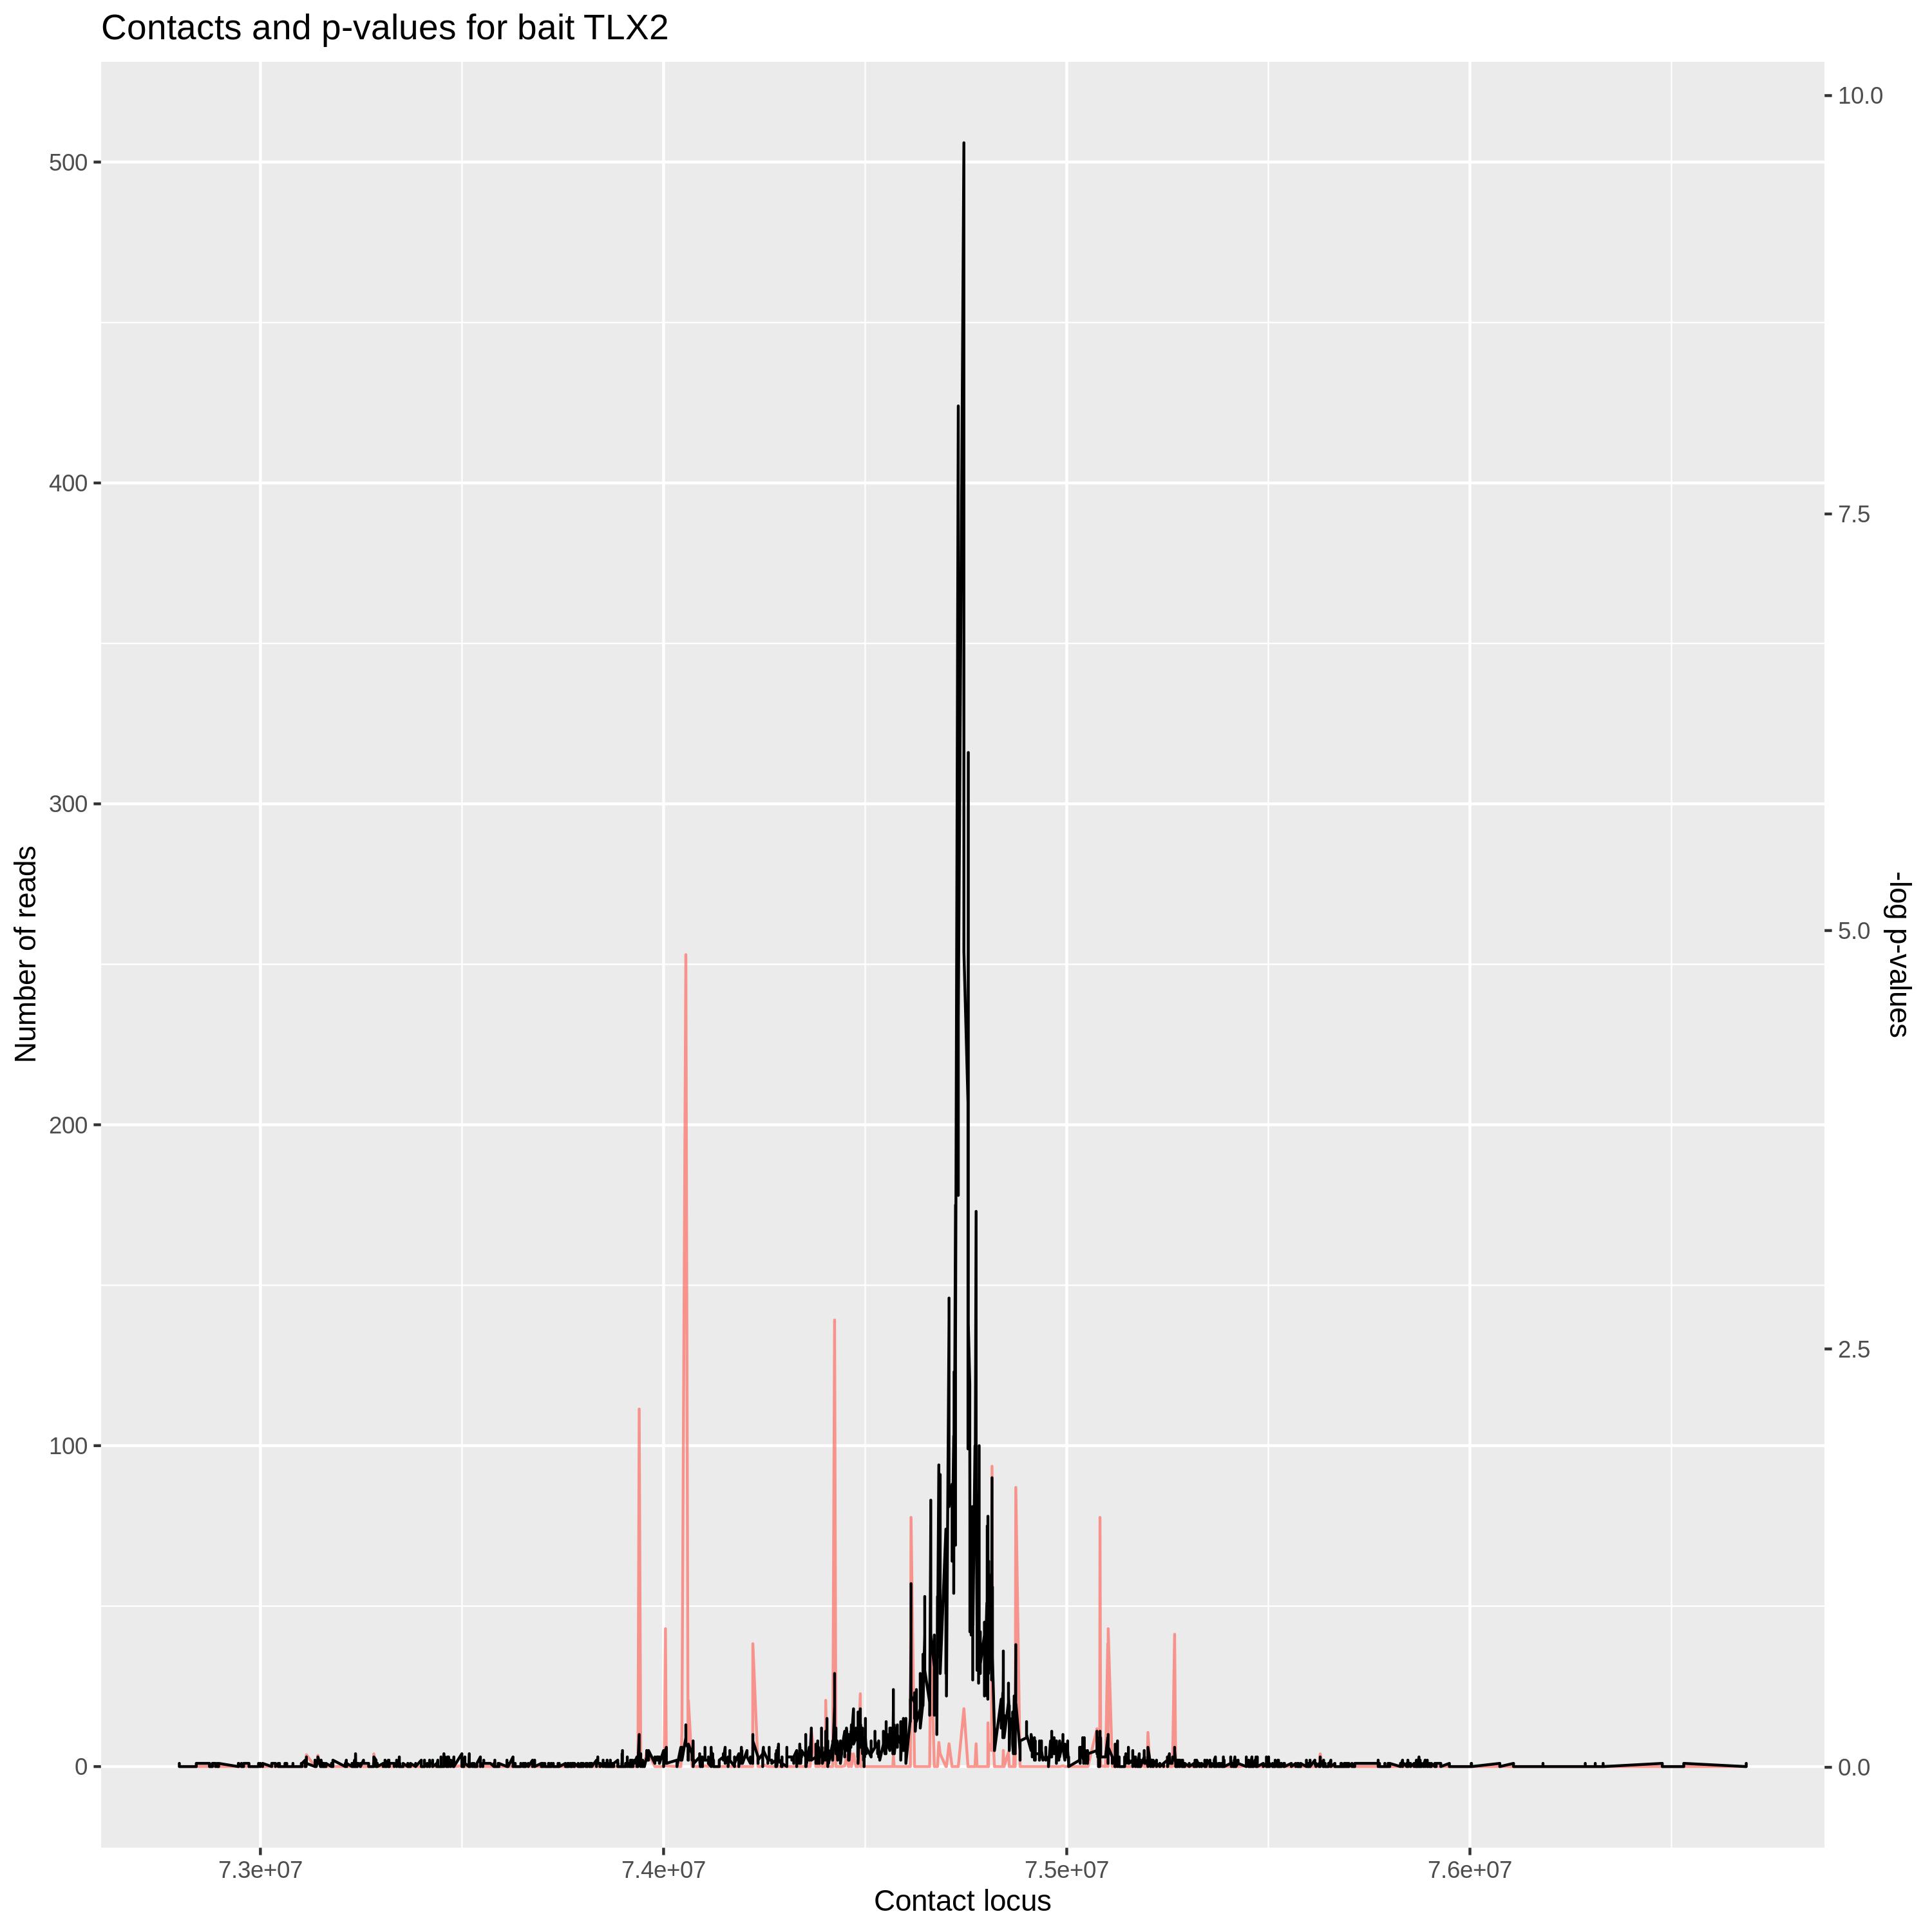 Contacts and p-values for bait TLX2
500
400
300
200
100
0
Number of reads
10.0
7.5
5.0
2.5
0.0
-log p-values
7.3e+07
7.4e+07
7.5e+07
7.6e+07
Contact locus